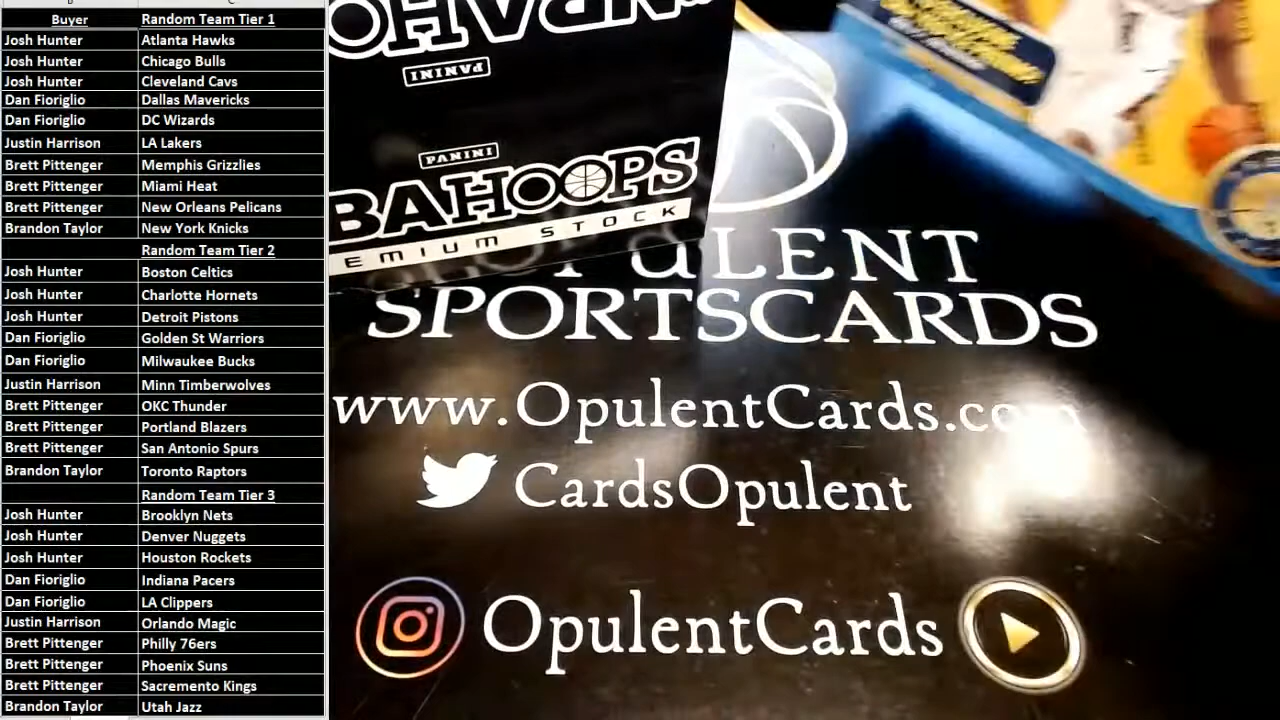 Buyer Random Team Tier 1
Josh Hunter Atlanta Hawks
Josh Hunter Chicago Bulls
Josh Hunter Cleveland Cavs
Dan Fioriglio Dallas Mavericks
Dan Fioriglio DC Wizards
Justin Harrison LA Lakers
Brett Pittenger Memphis Grizzlies
Brett Pittenger Miami Heat
Brett Pittenger New Orleans Pelicans
Brandon Taylor New York Knicks
Random Team Tier 2
Josh Hunter Boston Celtics
Josh Hunter Charlotte Hornets
Josh Hunter Detroit Pistons
Dan Fioriglio Golden St Warriors
Dan Fioriglio Milwaukee Bucks
Justin Harrison Minn Timberwolves
Brett Pittenger OKC Thunder
Brett Pittenger Portland Blazers
Brett Pittenger San Antonio Spurs
Brandon Taylor Toronto Raptors
Random Team Tier 3
Josh Hunter Brooklyn Nets
Josh Hunter Denver Nuggets
Josh Hunter Houston Rockets
Dan Fioriglio Indiana Pacers
Dan Fioriglio LA Clippers
Justin Harrison Orlando Magic
Brett Pittenger Philly 76ers
Brett Pittenger Phoenix Suns
Brett Pittenger Sacremento Kings
Brandon Taylor Utah Jazz
PANINI
PANINI
BA HOOPS
EMIUM STOCK
PULENT
SPORTSCARDS
www.OpulentCards.com
CardsOpulent
OpulentCards